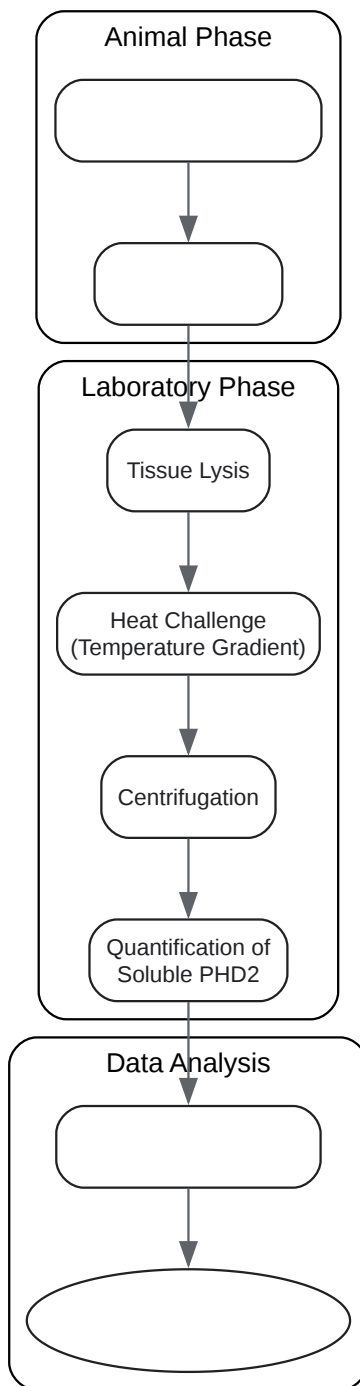 Animal Phase
Laboratory Phase
Tissue Lysis
Heat Challenge
(Temperature Gradient)
Centrifugation
Quantification of
Soluble PHD2
Data Analysis